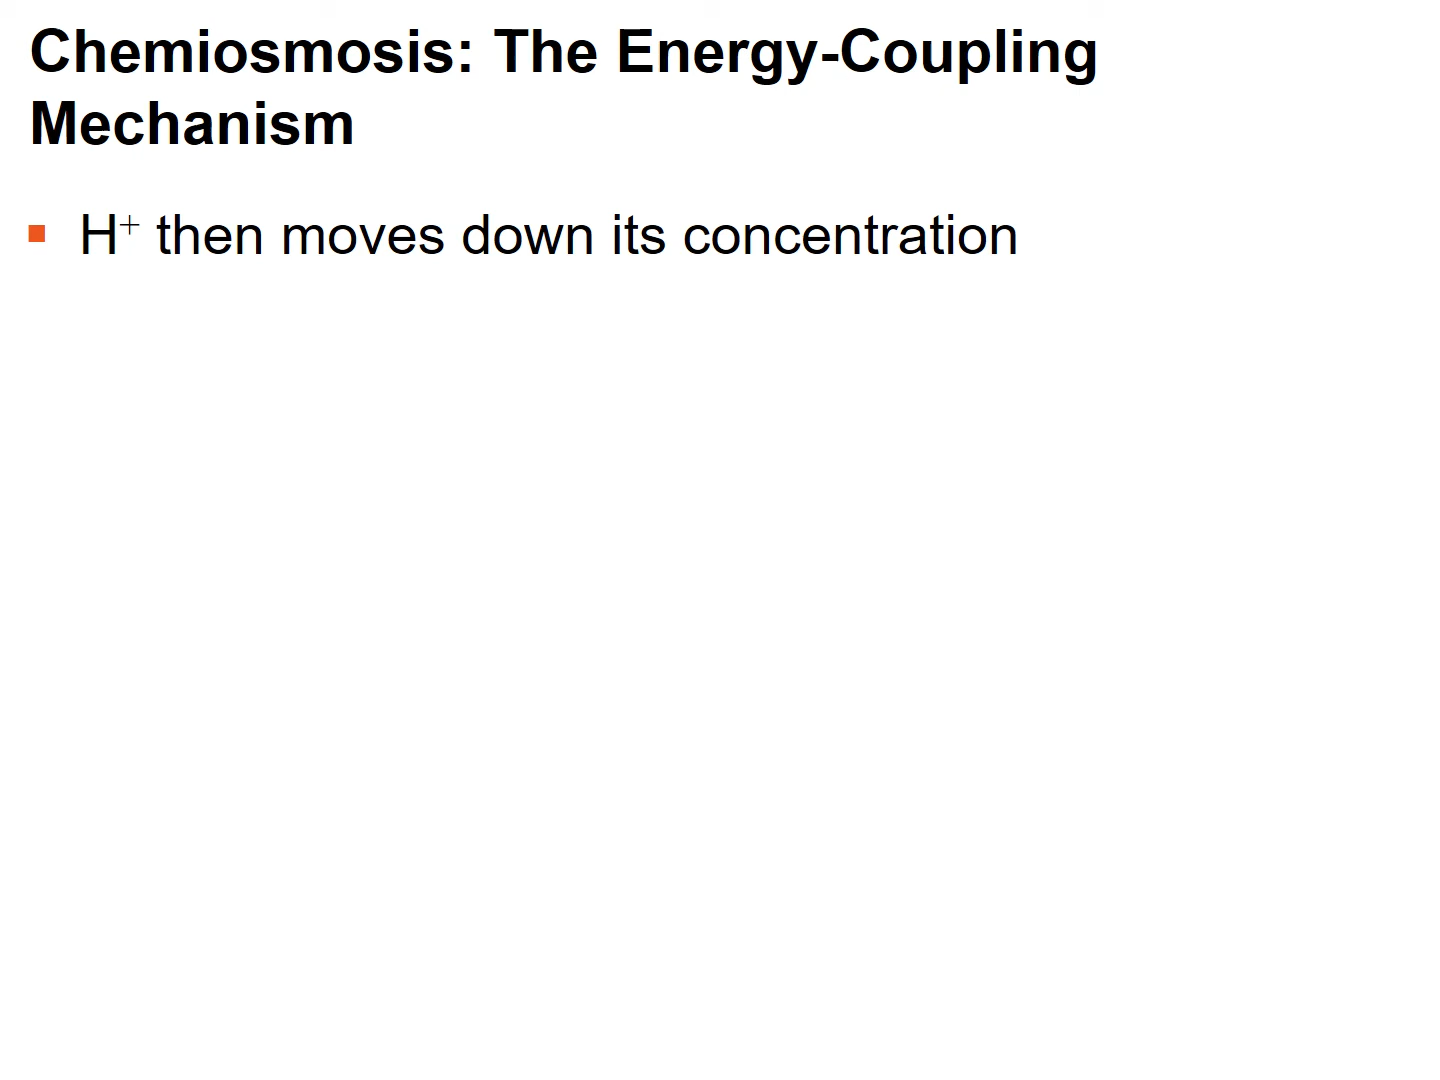 Chemiosmosis: The Energy-Coupling
Mechanism
H⁺ then moves down its concentration